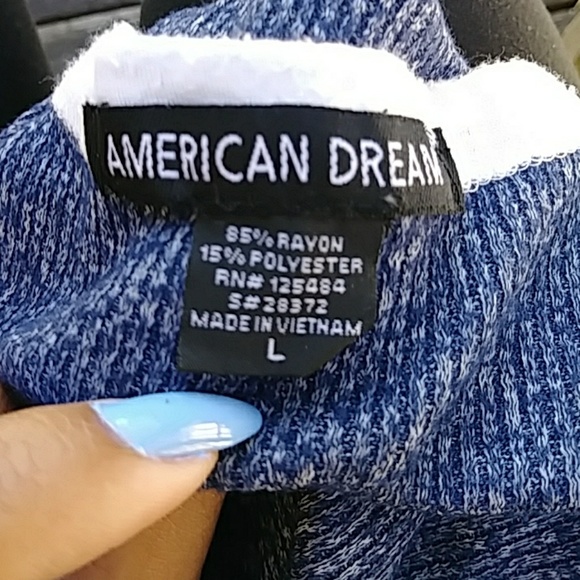 AMERICAN DREAM
85% RAYON
15% POLYESTER
RN# 125484
S# 28372
MADE IN VIETNAM
L